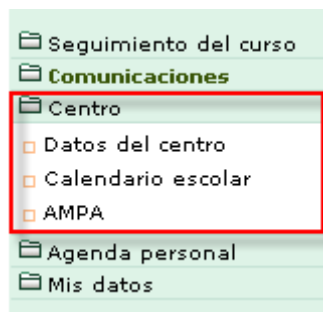 Seguimiento del curso
Comunicaciones
Centro
Datos del centro
Calendario escolar
AMPA
Agenda personal
Mis datos